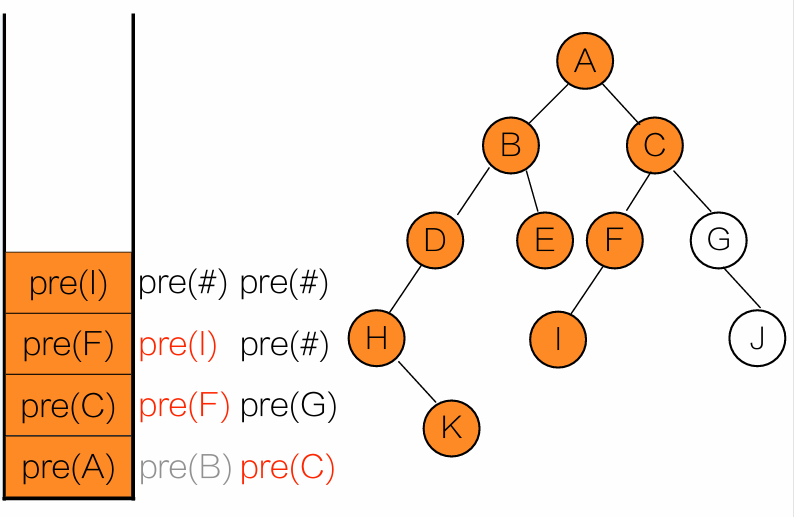 A
B
C
D
E
F
G
pre(I) pre(#) pre(#)
pre(F) pre(I) pre(#)
H
I
J
pre(C) pre(F) pre(G)
K
pre(A) pre(B) pre(C)